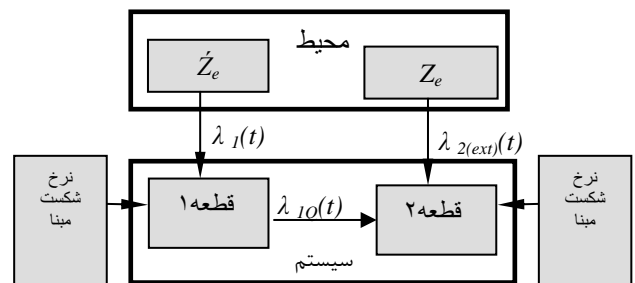 محیط
Źₑ
Zₑ
λ ₁(t)
λ ₂₍ext₎(t)
نرخ
شکست
مبنا
قطعه۱
λ ₁O(t)
قطعه۲
نرخ
شکست
مبنا
سیستم